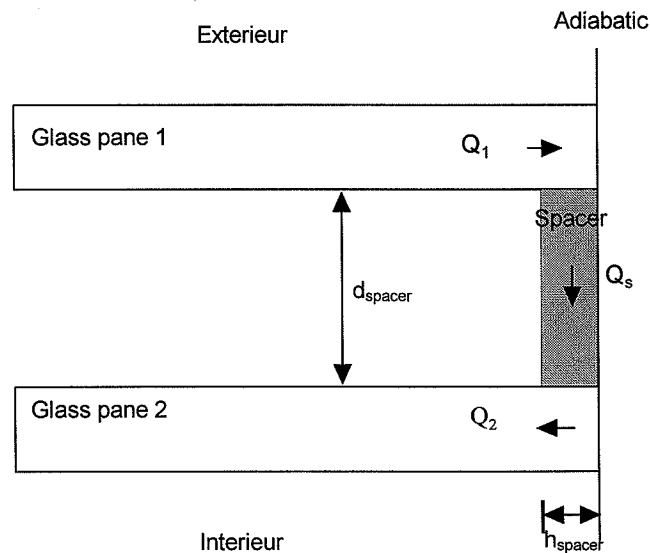 Adiabatic
Exterieur
Glass pane 1
Q₁
Spacer
dspacer
Qs
Glass pane 2
Q₂
Interieur
hspacer